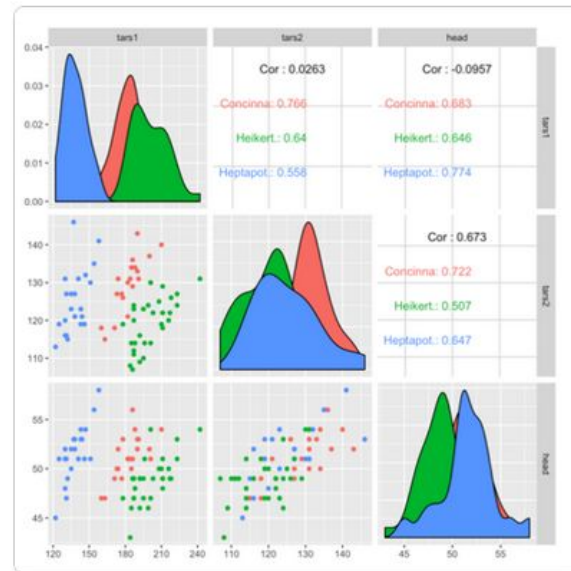 tars1 tars2 head
0.04
0.03
0.02
0.01
0.00
Cor : 0.0263
Concinna: 0.766
Heikert.: 0.64
Heptapot.: 0.556
Cor : -0.0957
Concinna: 0.683
Heikert.: 0.646
Heptapot.: 0.774
tars1
140
130
120
110
Cor : 0.673
Concinna: 0.722
Heikert.: 0.507
Heptapot.: 0.647
tars2
55
50
45
head
120 150 180 210 240 110 120 130 140 45 50 55